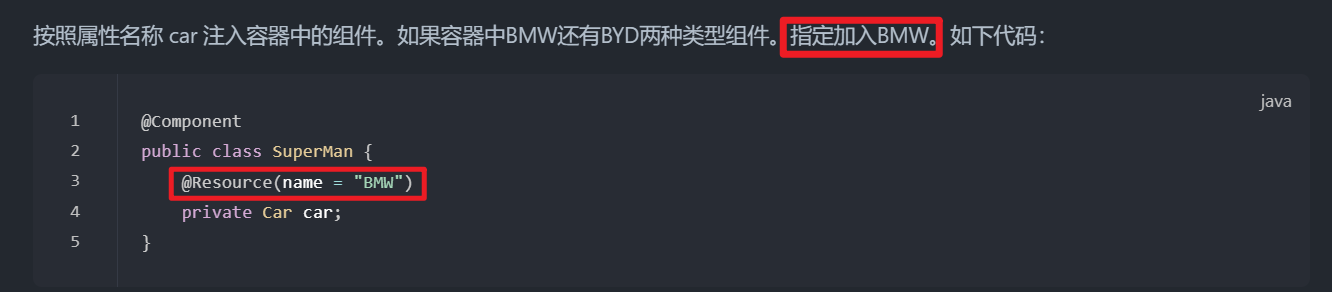 按照属性名称 car 注入容器中的组件。如果容器中BMW还有BYD两种类型组件。指定加入BMW。如下代码：
java
1 @Component
2 public class SuperMan {
3 @Resource(name = "BMW")
4 private Car car;
5 }